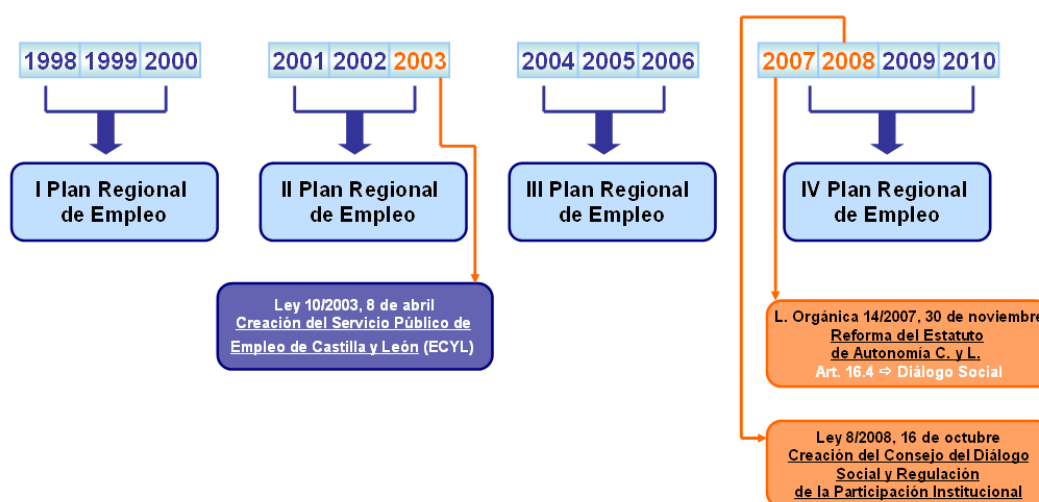 1998 1999 2000
2001 2002 2003
2004 2005 2006
2007 2008 2009 2010
I Plan Regional
de Empleo
II Plan Regional
de Empleo
III Plan Regional
de Empleo
IV Plan Regional
de Empleo
Ley 10/2003, 8 de abril
Creación del Servicio Público de
Empleo de Castilla y León (ECYL)
L. Orgánica 14/2007, 30 de noviembre
Reforma del Estatuto
de Autonomía C. y L.
Art. 16.4 ⇨ Diálogo Social
Ley 8/2008, 16 de octubre
Creación del Consejo del Diálogo
Social y Regulación
de la Participación Institucional